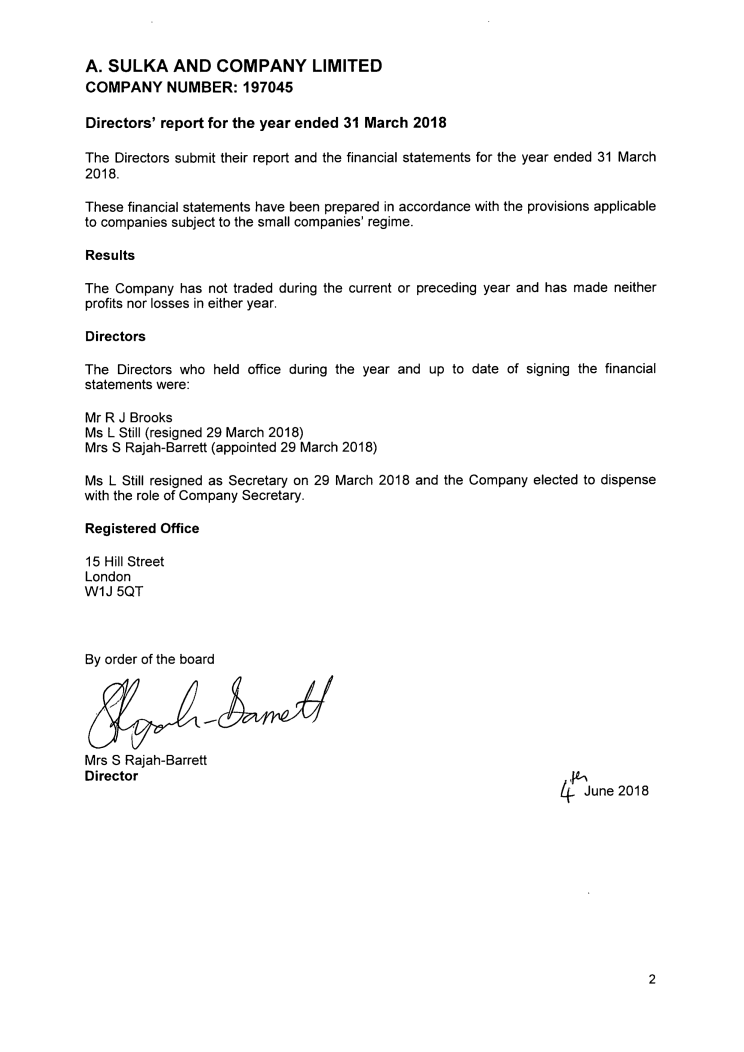 A. SULKA AND COMPANY LIMITED
COMPANY NUMBER: 197045
Directors' report for the year ended 31 March 2018
The Directors submit their report and the financial statements for the year ended 31 March
2018.
These financial statements have been prepared in accordance with the provisions applicable
to companies subject to the small companies' regime.
Results
The Company has not traded during the current or preceding year and has made neither
profits nor losses in either year.
Directors
The Directors who held office during the year and up to date of signing the financial
statements were:
Mr R J Brooks
Ms L Still (resigned 29 March 2018)
Mrs S Rajah-Barrett (appointed 29 March 2018)
Ms L Still resigned as Secretary on 29 March 2018 and the Company elected to dispense
with the role of Company Secretary.
Registered Office
15 Hill Street
London
W1J 5QT
By order of the board
SRajah-Barrett
Mrs S Rajah-Barrett
Director
4th June 2018
2